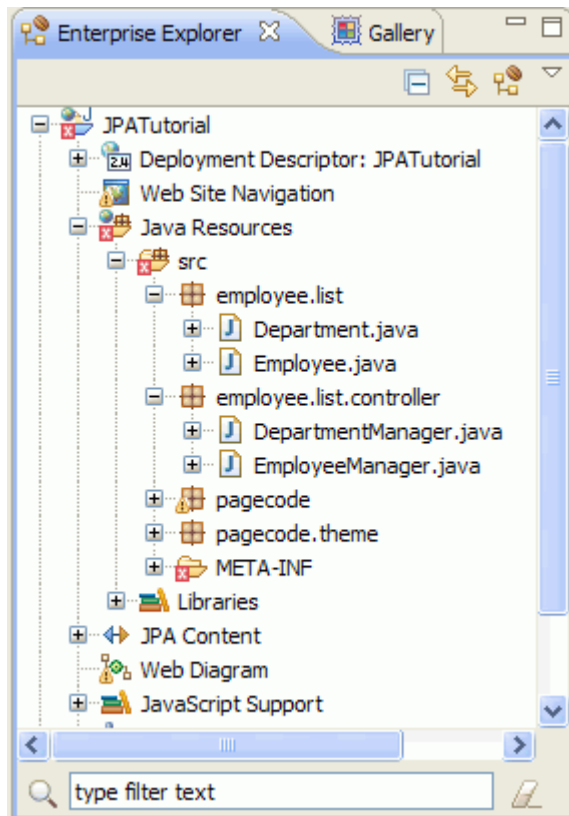 Enterprise Explorer Gallery
JPATutorial
2.4 Deployment Descriptor: JPATutorial
Web Site Navigation
Java Resources
src
employee.list
J Department.java
J Employee.java
employee.list.controller
J DepartmentManager.java
J EmployeeManager.java
pagecode
pagecode.theme
META-INF
Libraries
JPA Content
Web Diagram
JavaScript Support
type filter text